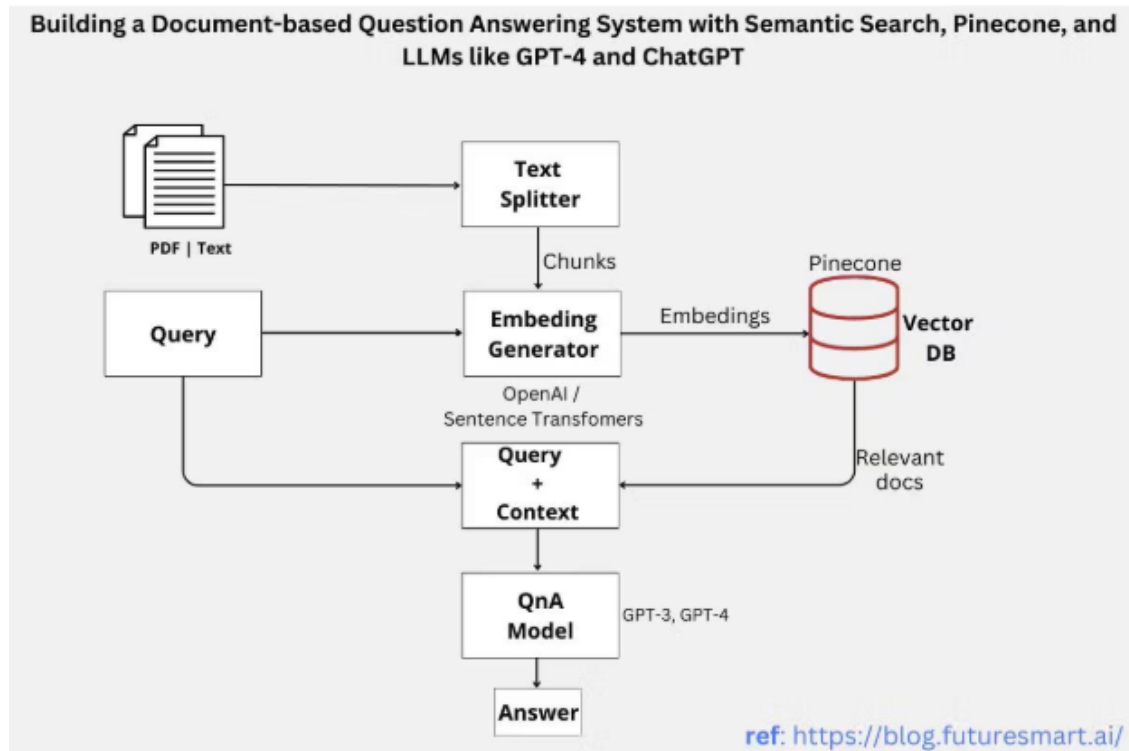 Building a Document-based Question Answering System with Semantic Search, Pinecone, and
LLMs like GPT-4 and ChatGPT
PDF | Text
Text
Splitter
Chunks
Query
Embeding
Generator
OpenAI /
Sentence Transfomers
Embedings
Pinecone
Vector
DB
Relevant
docs
Query
+
Context
QnA
Model
GPT-3, GPT-4
Answer
ref: https://blog.futuresmart.ai/